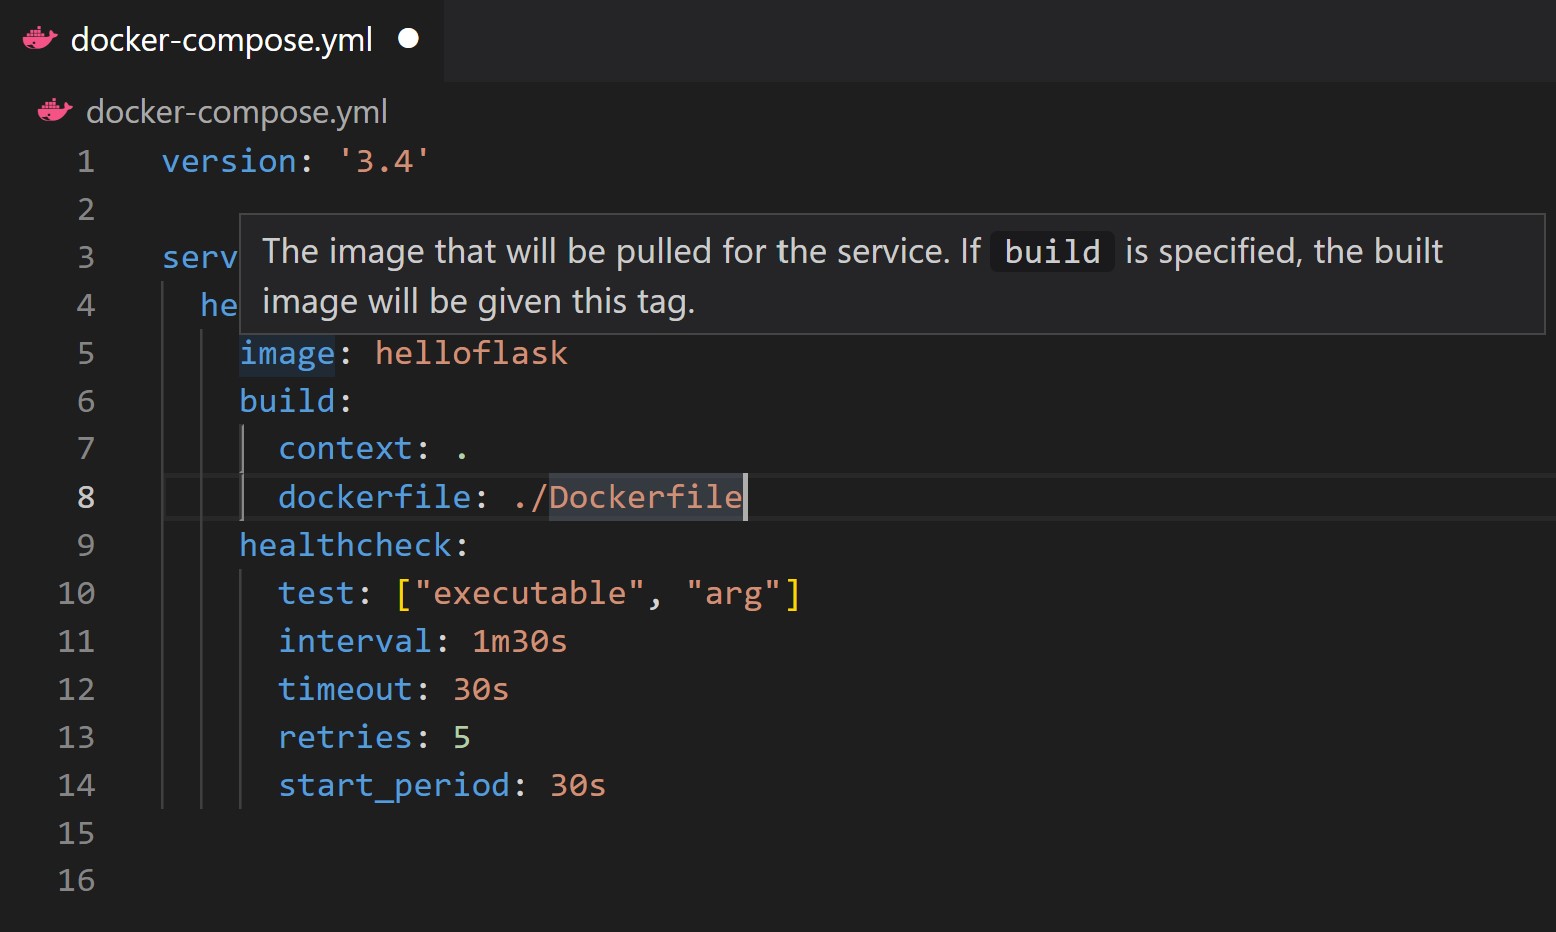 docker-compose.yml
docker-compose.yml
1 version: '3.4'
2
3 serv
The image that will be pulled for the service. If build is specified, the built
image will be given this tag.
4 he
5 image: helloflask
6 build:
7 context: .
8 dockerfile: ./Dockerfile
9 healthcheck:
10 test: ["executable", "arg"]
11 interval: 1m30s
12 timeout: 30s
13 retries: 5
14 start_period: 30s
15
16